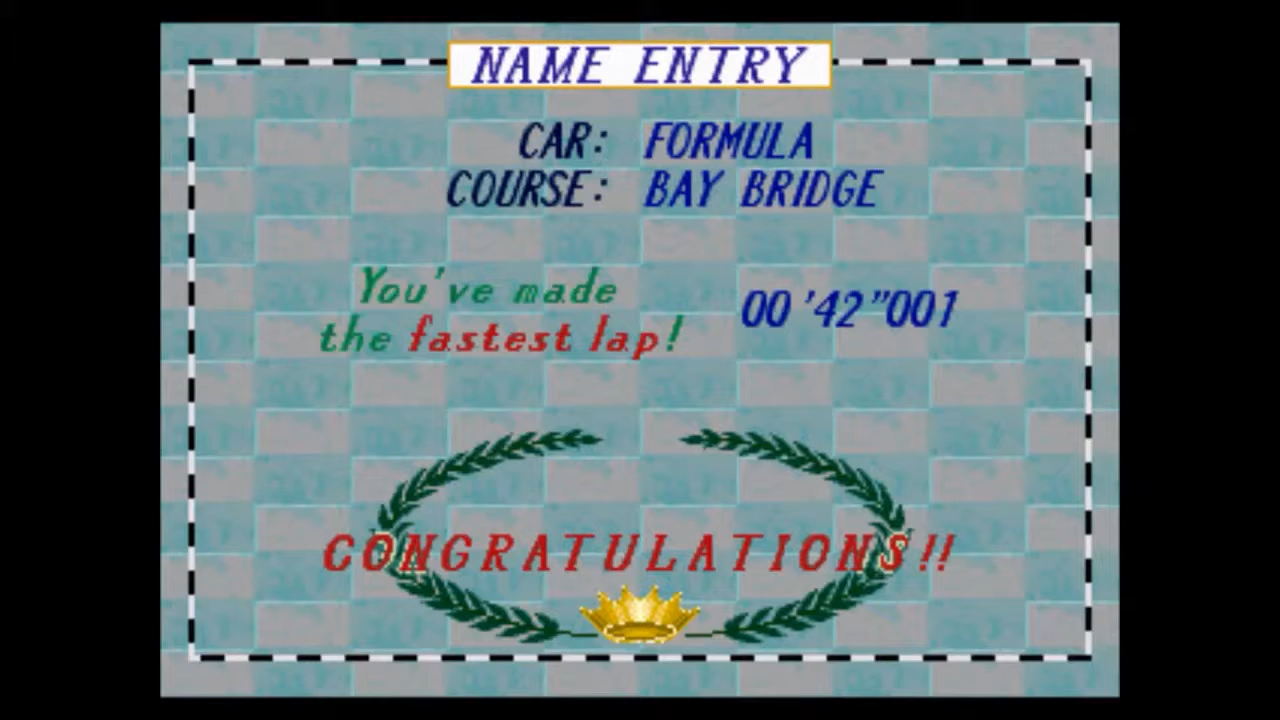 NAME ENTRY
CAR: FORMULA
COURSE: BAY BRIDGE
You've made
the fastest lap!
00'42"001
CONGRATULATIONS!!